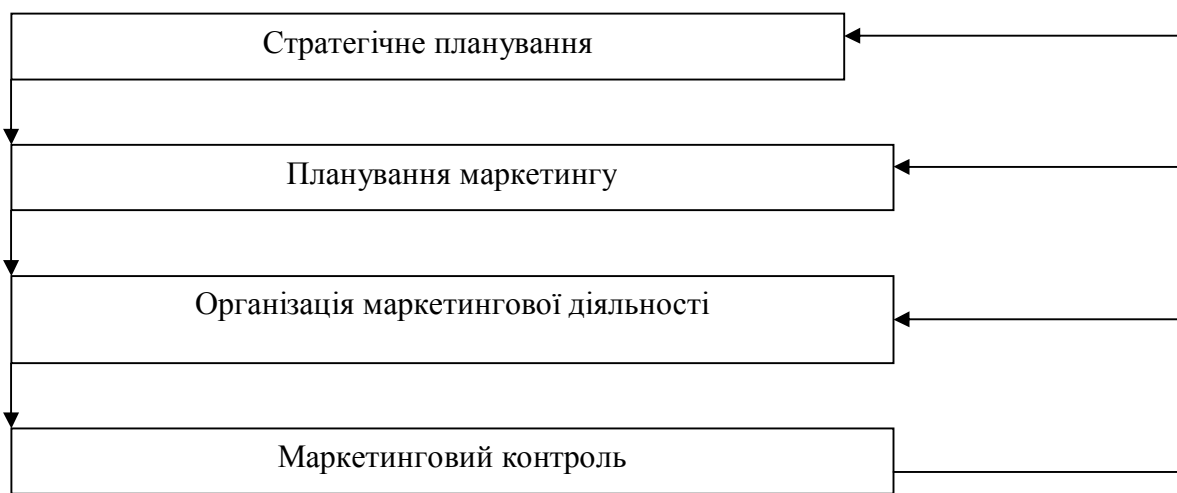 Стратегічне планування
Планування маркетингу
Організація маркетингової діяльності
Маркетинговий контроль